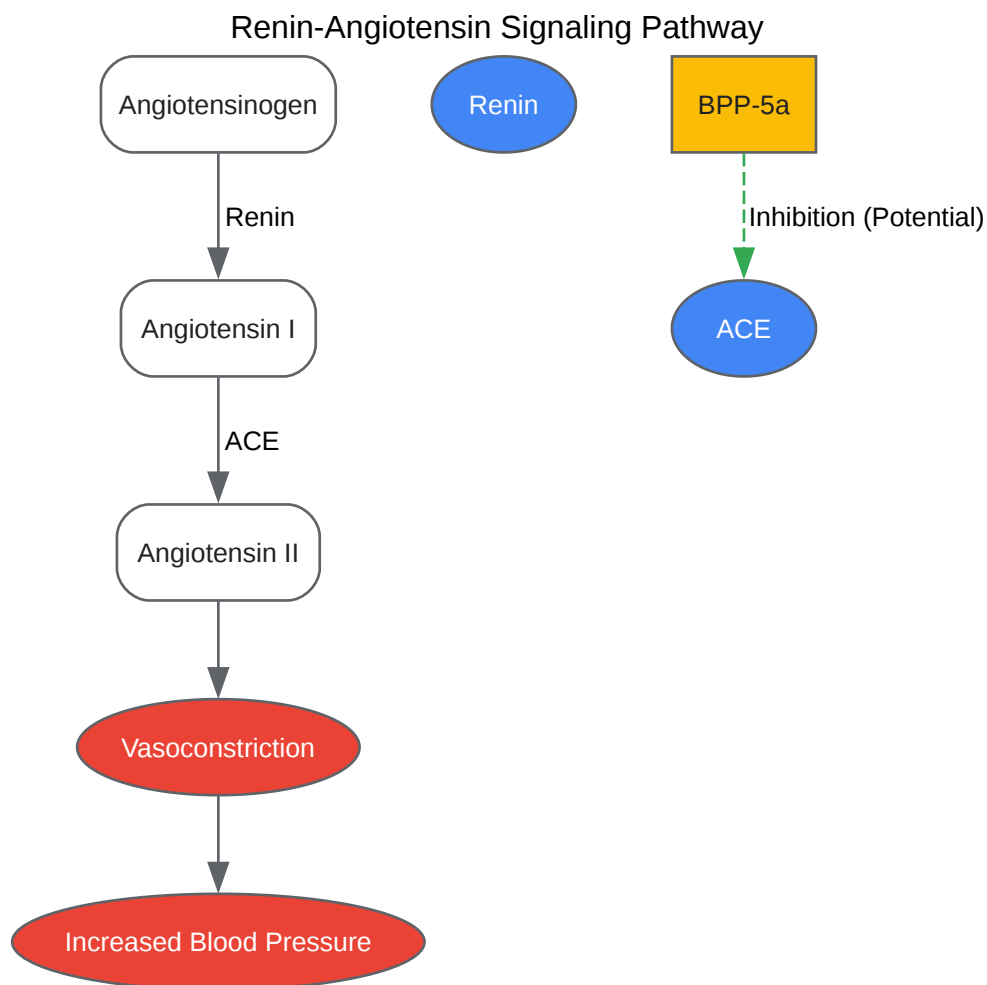 Renin-Angiotensin Signaling Pathway
Angiotensinogen
Renin
BPP-5a
Renin
Inhibition (Potential)
Angiotensin I
ACE
ACE
Angiotensin II
Vasoconstriction
Increased Blood Pressure